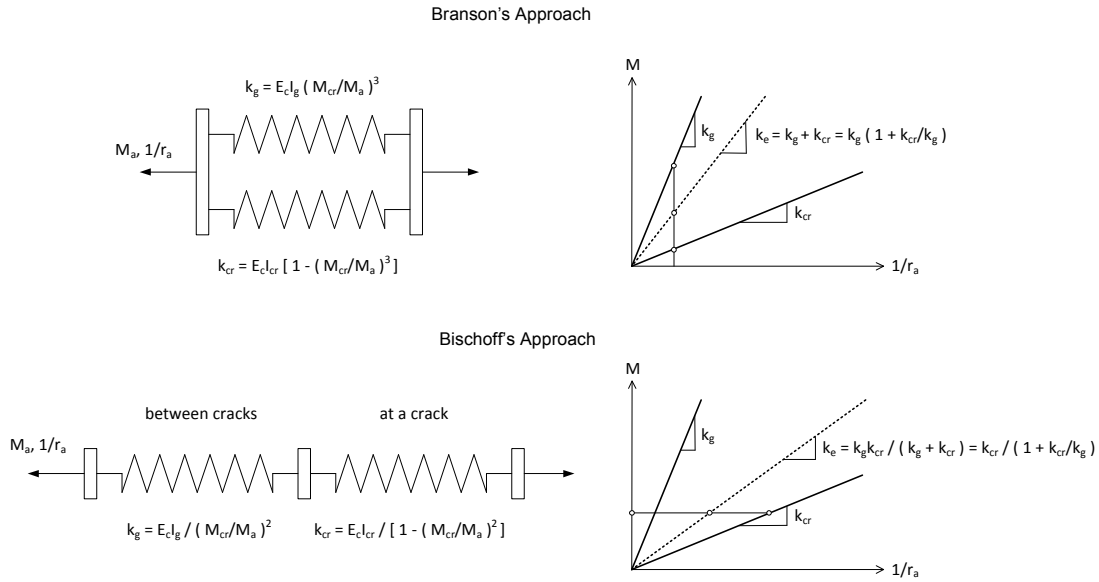 Branson's Approach
k_g = E_cI_g ( M_cr/M_a )^3
M_a, 1/r_a
k_cr = E_cI_cr [ 1 - ( M_cr/M_a )^3 ]
M
k_g
k_e = k_g + k_cr = k_g ( 1 + k_cr/k_g )
k_cr
1/r_a
Bischoff's Approach
between cracks
at a crack
M_a, 1/r_a
k_g = E_cI_g / ( M_cr/M_a )^2
k_cr = E_cI_cr / [ 1 - ( M_cr/M_a )^2 ]
M
k_g
k_e = k_gk_cr / ( k_g + k_cr ) = k_cr / ( 1 + k_cr/k_g )
k_cr
1/r_a